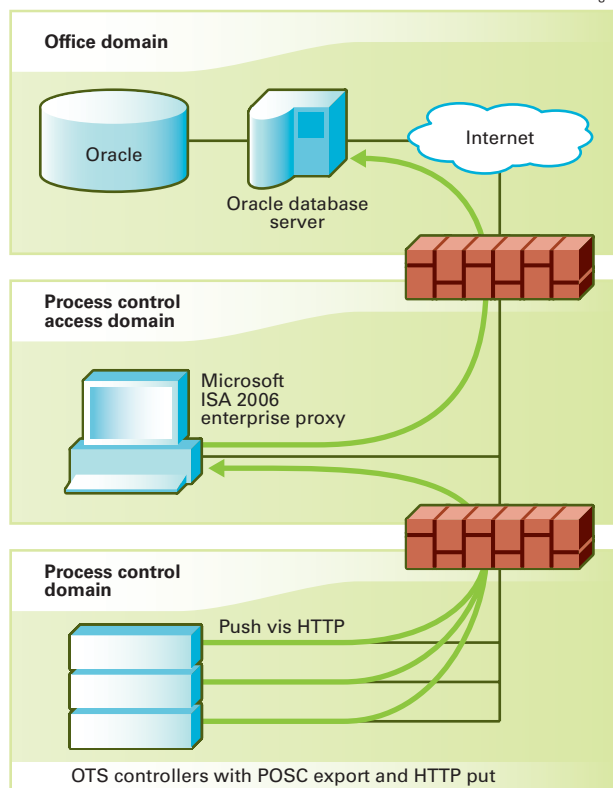 Office domain
Oracle
Oracle database
server
Internet
Process control
access domain
Microsoft
ISA 2006
enterprise proxy
Process control
domain
Push vis HTTP
OTS controllers with POSC export and HTTP put